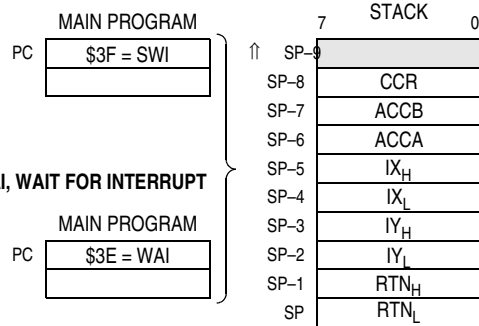 MAIN PROGRAM
PC $3F = SWI
I, WAIT FOR INTERRUPT
MAIN PROGRAM
PC $3E = WAI
STACK
7 0
⇑ SP–9
SP–8 CCR
SP–7 ACCB
SP–6 ACCA
SP–5 IXH
SP–4 IXL
SP–3 IYH
SP–2 IYL
SP–1 RTNH
SP RTNL